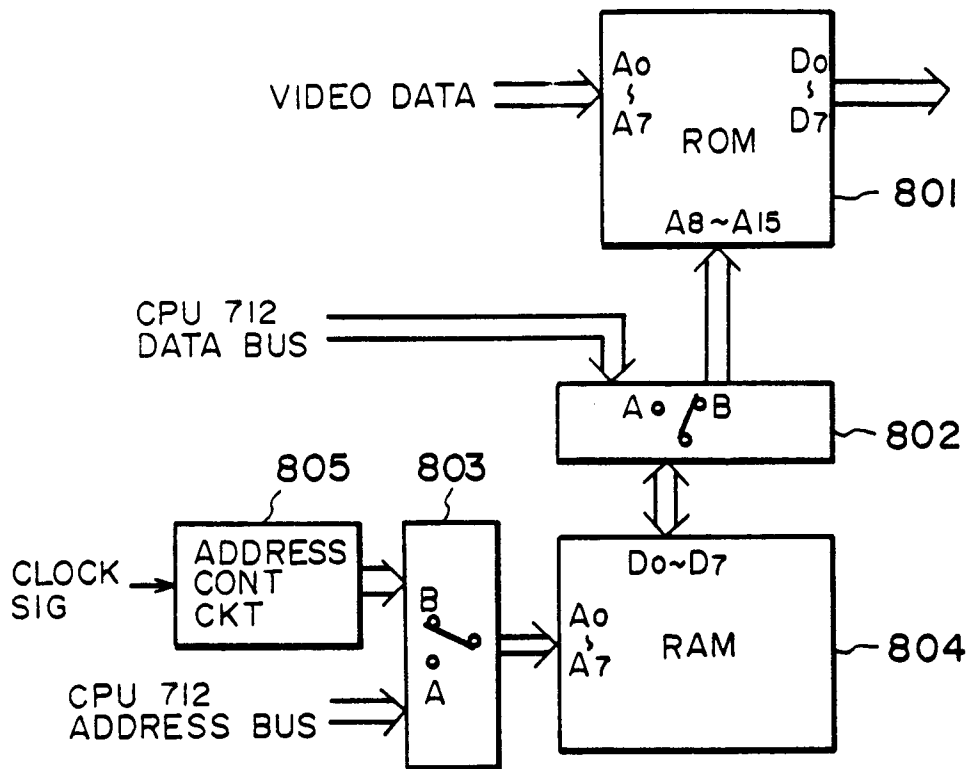 VIDEO DATA
A0
~
A7
D0
~
D7
ROM
A8~A15
801
CPU 712
DATA BUS
A
B
802
805
803
CLOCK
SIG
ADDRESS
CONT
CKT
B
A
D0~D7
A0
~
A7
RAM
804
CPU 712
ADDRESS BUS